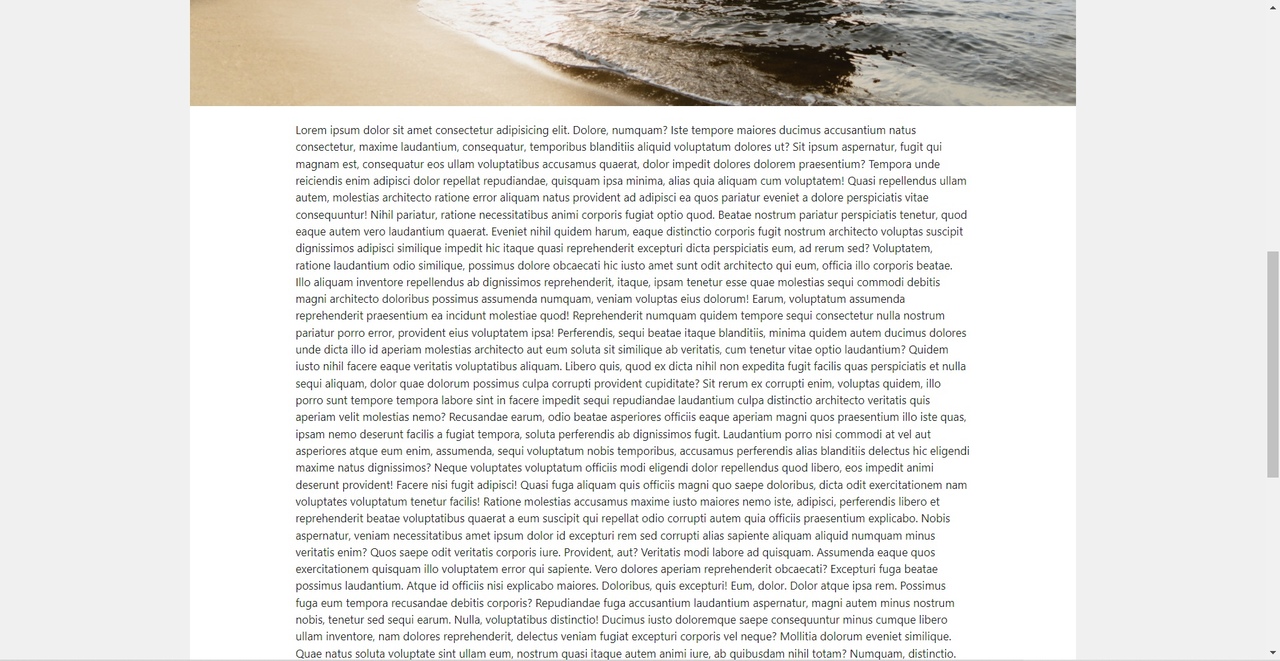 Lorem ipsum dolor sit amet consectetur adipisicing elit. Dolore, numquam? Iste tempore maiores ducimus accusantium natus
consectetur, maxime laudantium, consequatur, temporibus blanditiis aliquid voluptatum dolores ut? Sit ipsum aspernatur, fugit qui
magnam est, consequatur eos ullam voluptatibus accusamus quaerat, dolor impedit dolores dolorem praesentium? Tempora unde
reiciendis enim adipisci dolor repellat repudiandae, quisquam ipsa minima, alias quia aliquam cum voluptatem! Quasi repellendus ullam
autem, molestias architecto ratione error aliquam natus provident ad adipisci ea quos pariatur eveniet a dolore perspiciatis vitae
consequuntur! Nihil pariatur, ratione necessitatibus animi corporis fugiat optio quod. Beatae nostrum pariatur perspiciatis tenetur, quod
eaque autem vero laudantium quaerat. Eveniet nihil quidem harum, eaque distinctio corporis fugit nostrum architecto voluptas suscipit
dignissimos adipisci similique impedit hic itaque quasi reprehenderit excepturi dicta perspiciatis eum, ad rerum sed? Voluptatem,
ratione laudantium odio similique, possimus dolore obcaecati hic iusto amet sunt odit architecto qui eum, officia illo corporis beatae.
Illo aliquam inventore repellendus ab dignissimos reprehenderit, itaque, ipsam tenetur esse quae molestias sequi commodi debitis
magni architecto doloribus possimus assumenda numquam, veniam voluptas eius dolorum! Earum, voluptatum assumenda
reprehenderit praesentium ea incidunt molestiae quod! Reprehenderit numquam quidem tempore sequi consectetur nulla nostrum
pariatur porro error, provident eius voluptatem ipsa! Perferendis, sequi beatae itaque blanditiis, minima quidem autem ducimus dolores
unde dicta illo id aperiam molestias architecto aut eum soluta sit similique ab veritatis, cum tenetur vitae optio laudantium? Quidem
iusto nihil facere eaque veritatis voluptatibus aliquam. Libero quis, quod ex dicta nihil non expedita fugit facilis quas perspiciatis et nulla
sequi aliquam, dolor quae dolorum possimus culpa corrupti provident cupiditate? Sit rerum ex corrupti enim, voluptas quidem, illo
porro sunt tempore tempora labore sint in facere impedit sequi repudiandae laudantium culpa distinctio architecto veritatis quis
aperiam velit molestias nemo? Recusandae earum, odio beatae asperiores officiis eaque aperiam magni quos praesentium illo iste quas,
ipsam nemo deserunt facilis a fugiat tempora, soluta perferendis ab dignissimos fugit. Laudantium porro nisi commodi at vel aut
asperiores atque eum enim, assumenda, sequi voluptatum nobis temporibus, accusamus perferendis alias blanditiis delectus hic eligendi
maxime natus dignissimos? Neque voluptates voluptatum officiis modi eligendi dolor repellendus quod libero, eos impedit animi
deserunt provident! Facere nisi fugit adipisci! Quasi fuga aliquam quis officiis magni quo saepe doloribus, dicta odit exercitationem nam
voluptates voluptatum tenetur facilis! Ratione molestias accusamus maxime iusto maiores nemo iste, adipisci, perferendis libero et
reprehenderit beatae voluptatibus quaerat a eum suscipit qui repellat odio corrupti autem quia officiis praesentium explicabo. Nobis
aspernatur, veniam necessitatibus amet ipsum dolor id excepturi rem sed corrupti alias sapiente aliquam aliquid numquam minus
veritatis enim? Quos saepe odit veritatis corporis iure. Provident, aut? Veritatis modi labore ad quisquam. Assumenda eaque quos
exercitationem quisquam illo voluptatem error qui sapiente. Vero dolores aperiam reprehenderit obcaecati? Excepturi fuga beatae
possimus laudantium. Atque id officiis nisi explicabo maiores. Doloribus, quis excepturi! Eum, dolor. Dolor atque ipsa rem. Possimus
fuga eum tempora recusandae debitis corporis? Repudiandae fuga accusantium laudantium aspernatur, magni autem minus nostrum
nobis, tenetur sed sequi earum. Nulla, voluptatibus distinctio! Ducimus iusto doloremque saepe consequuntur minus cumque libero
ullam inventore, nam dolores reprehenderit, delectus veniam fugiat excepturi corporis vel neque? Mollitia dolorum eveniet similique.
Quae natus soluta voluptate sint ullam eum, nostrum quasi itaque autem animi iure, ab quibusdam nihil totam? Numquam, distinctio.